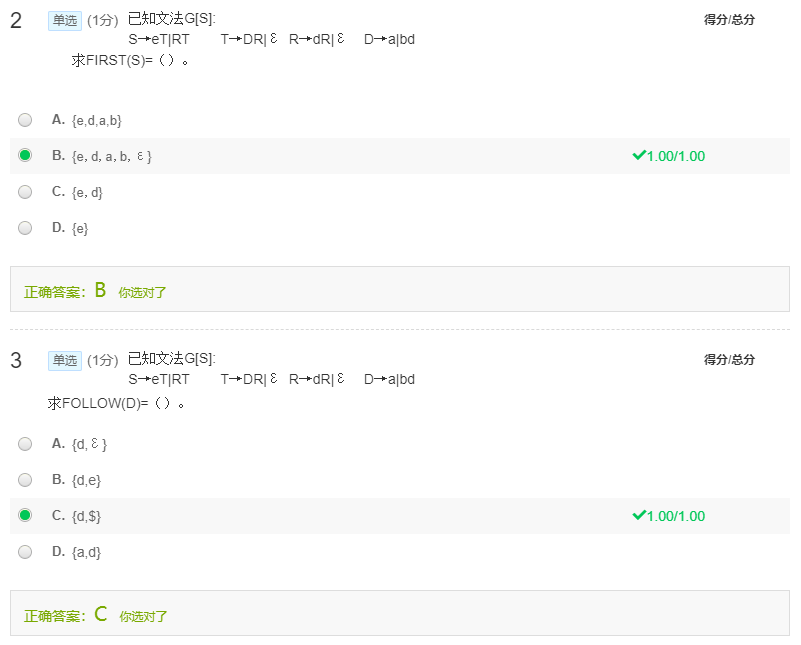 2 单选 (1分) 已知文法G[S]: 得分/总分
S→eT|RT T→DR|ε R→dR|ε D→a|bd
求FIRST(S)=（）。
A. {e,d,a,b}
B. {e，d，a，b，ε} 1.00/1.00
C. {e，d}
D. {e}
正确答案：B 你选对了
3 单选 (1分) 已知文法G[S]: 得分/总分
S→eT|RT T→DR|ε R→dR|ε D→a|bd
求FOLLOW(D)=（）。
A. {d,ε}
B. {d,e}
C. {d,$} 1.00/1.00
D. {a,d}
正确答案：C 你选对了